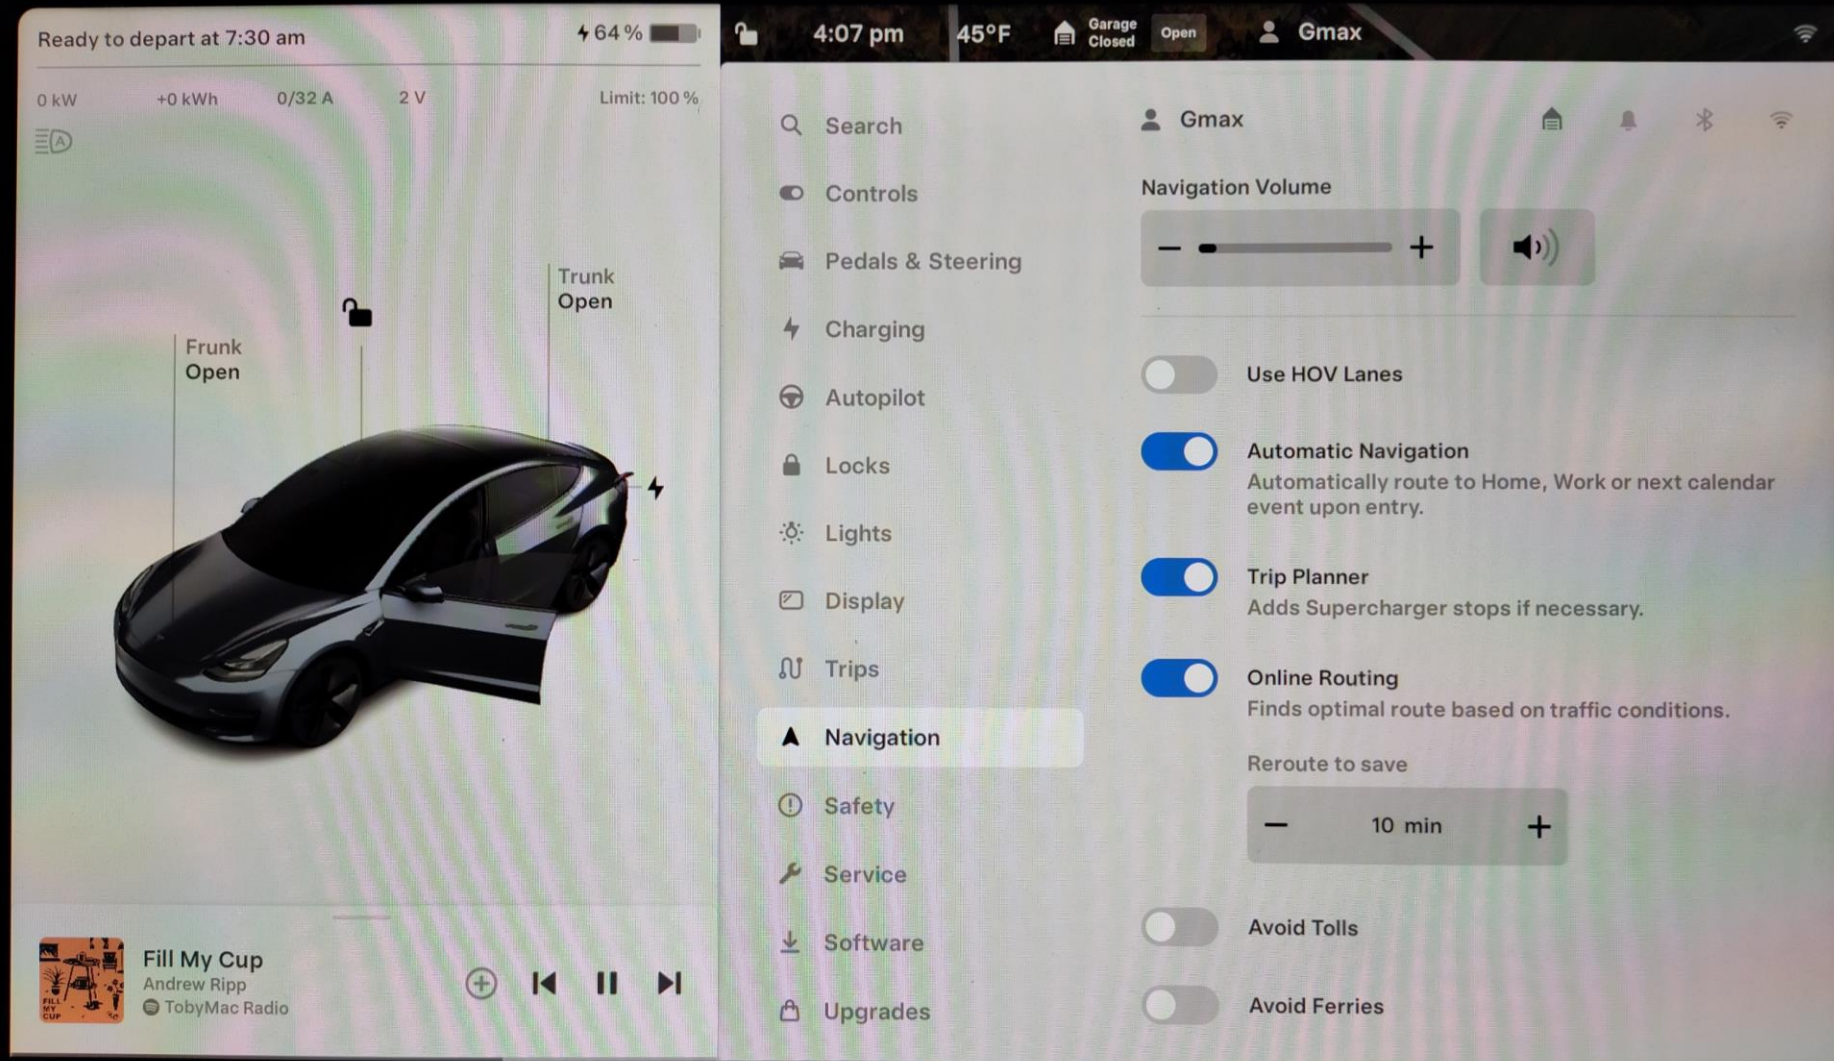 Ready to depart at 7:30 am
64 %
0 kW
+0 kWh
0/32 A
2 V
Limit: 100 %
A
Trunk
Open
Frunk
Open
FILL
MY
CUP
Fill My Cup
Andrew Ripp
TobyMac Radio
4:07 pm
45°F
Garage
Closed
Open
Gmax
Search
Controls
Pedals & Steering
Charging
Autopilot
Locks
Lights
Display
Trips
Navigation
Safety
Service
Software
Upgrades
Gmax
Navigation Volume
Use HOV Lanes
Automatic Navigation
Automatically route to Home, Work or next calendar
event upon entry.
Trip Planner
Adds Supercharger stops if necessary.
Online Routing
Finds optimal route based on traffic conditions.
Reroute to save
10 min
Avoid Tolls
Avoid Ferries